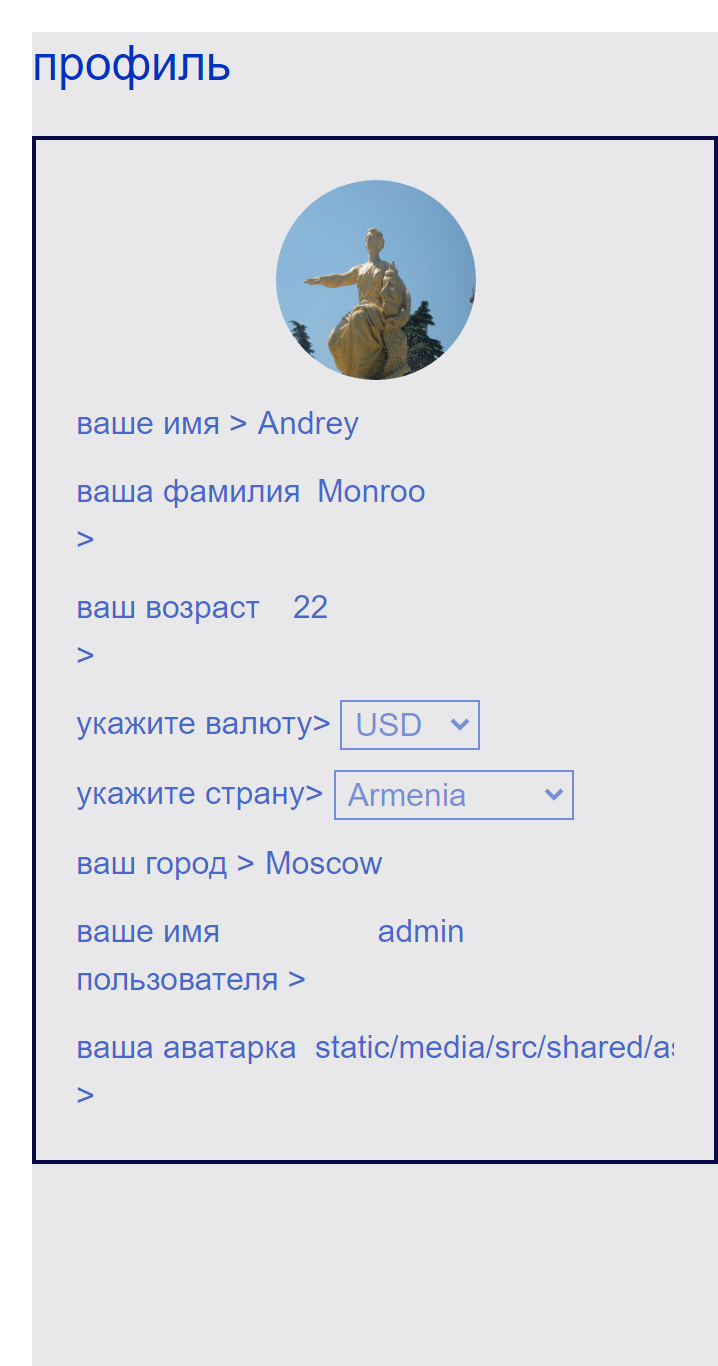 профиль
ваше имя > Andrey
ваша фамилия Monroo
>
ваш возраст 22
>
укажите валюту> USD
укажите страну> Armenia
ваш город > Moscow
ваше имя admin
пользователя >
ваша аватарка static/media/src/shared/as
>